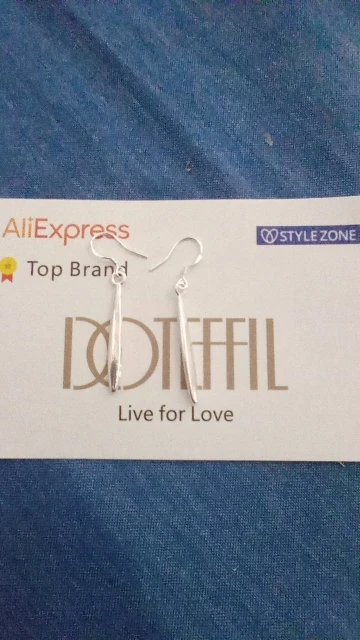 AliExpress
STYLE ZONE
Top Brand
DOTEFFIL
Live for Love